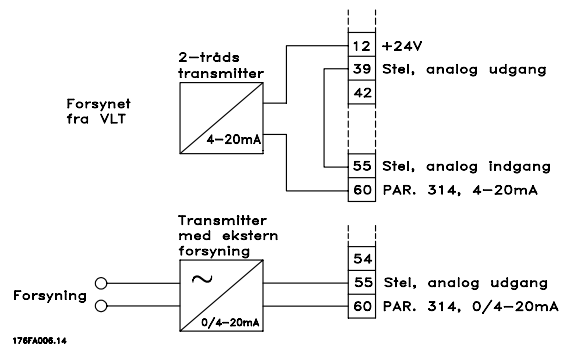 12 +24V
2-tråds
transmitter
39 Stel, analog udgang
42
Forsynet
fra VLT
4-20mA
55 Stel, analog indgang
60 PAR. 314, 4-20mA
Transmitter
med ekstern
forsyning
54
~
55 Stel, analog udgang
Forsyning
60 PAR. 314, 0/4-20mA
0/4-20mA
176FA006.14